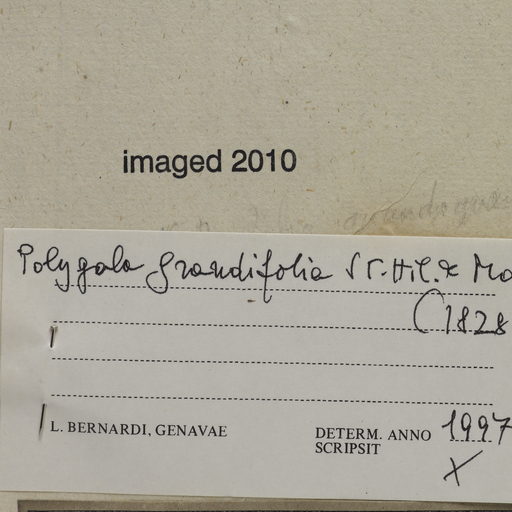 imaged 2010
Polygala grandifolia St. Hil. & Mo
(1828
L. BERNARDI, GENAVAE
DETERM. ANNO 1997
SCRIPSIT
X